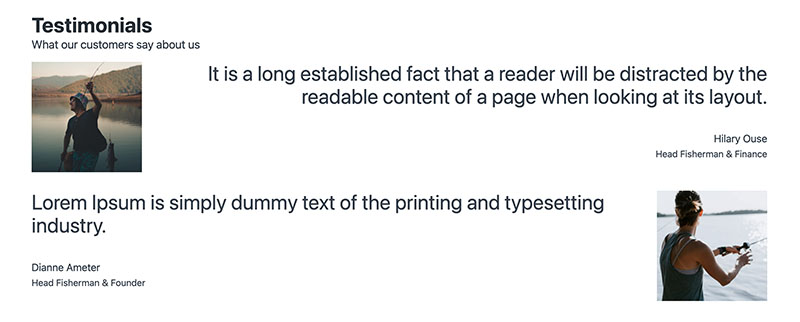 Testimonials
What our customers say about us
It is a long established fact that a reader will be distracted by the
readable content of a page when looking at its layout.
Hilary Ouse
Head Fisherman & Finance
Lorem Ipsum is simply dummy text of the printing and typesetting
industry.
Dianne Ameter
Head Fisherman & Founder